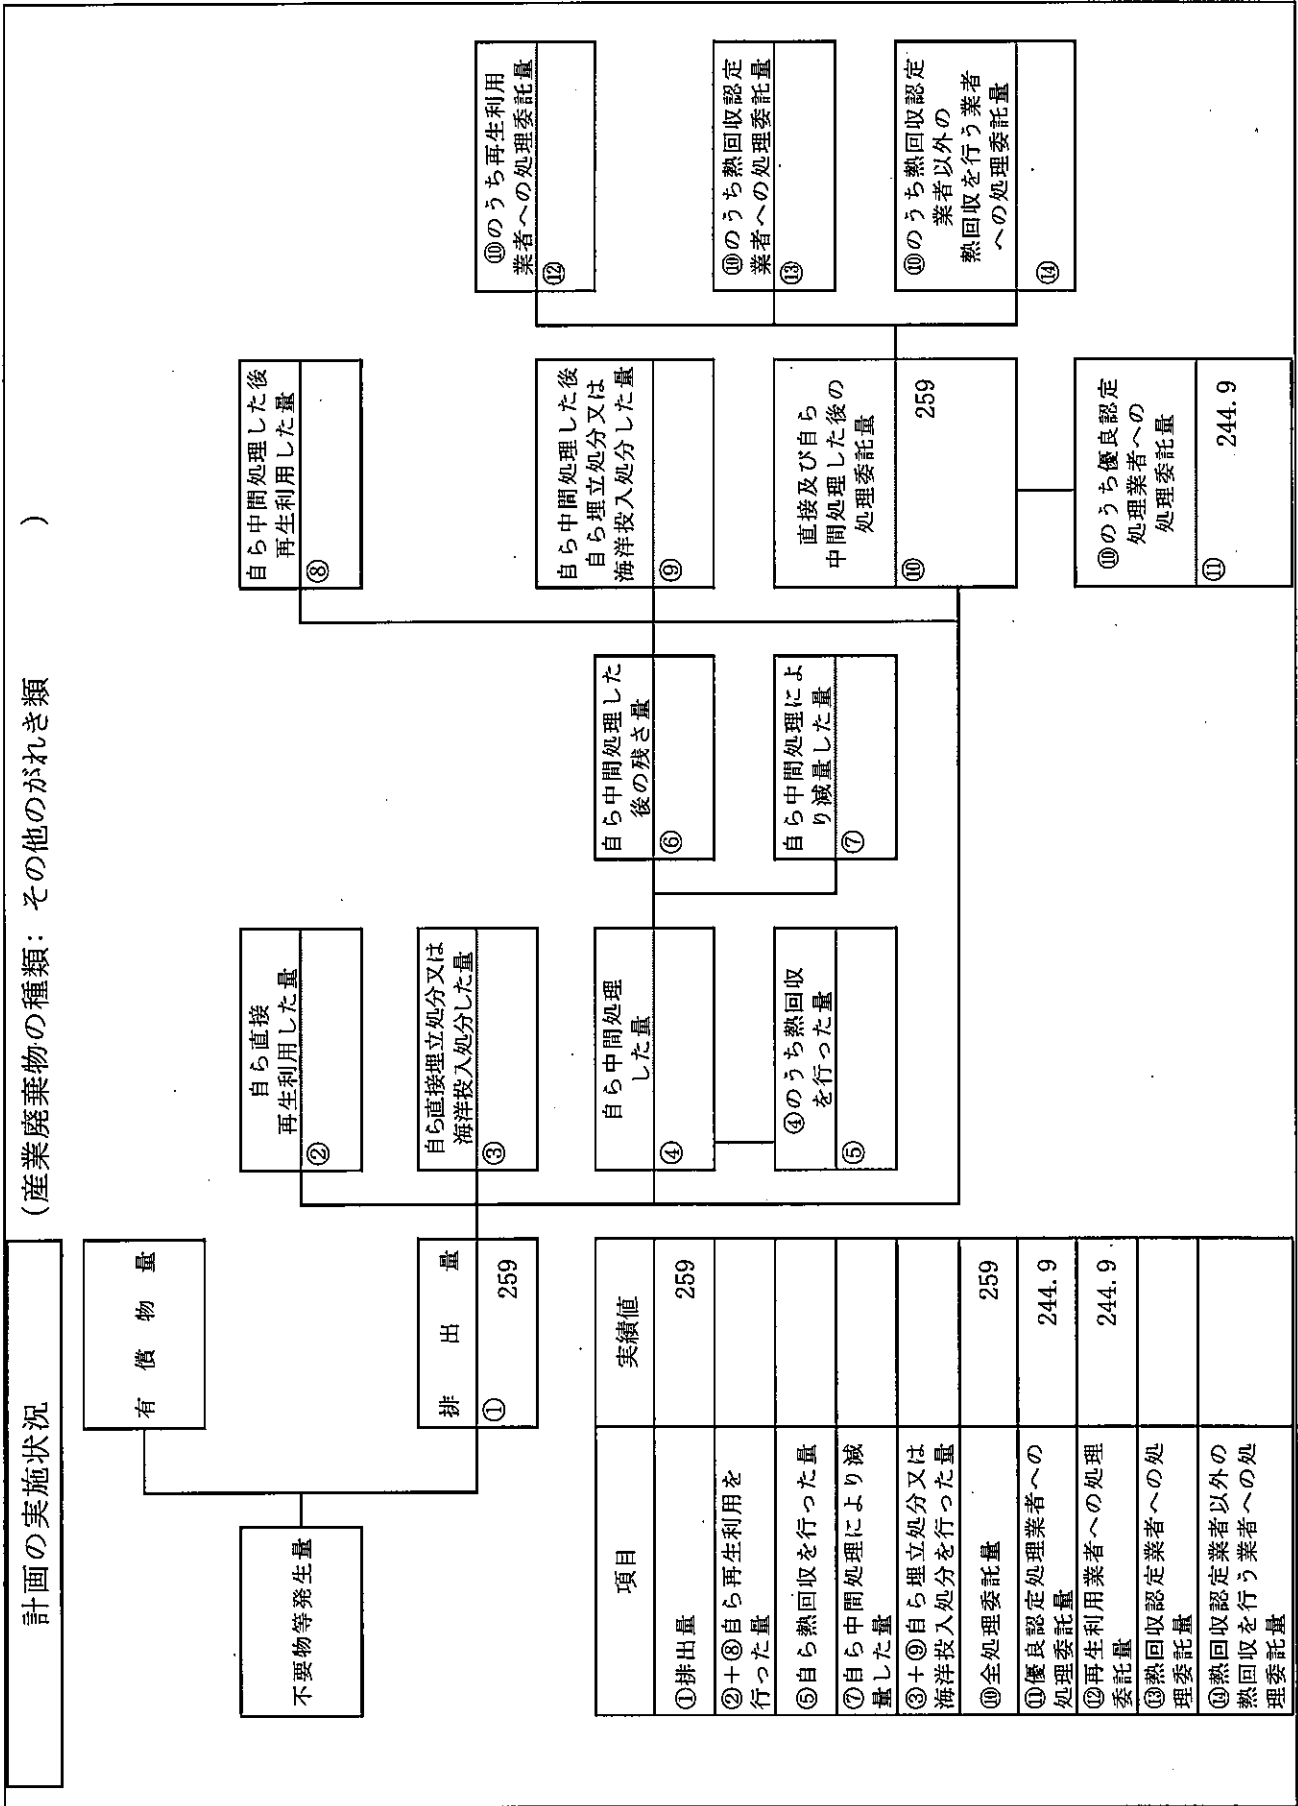 計画の実施状況
(産業廃棄物の種類: その他のがれき類 )
不要物等発生量
有償物量
排出量
① 259
自ら直接
再生利用した量
②
自ら直接埋立処分又は
海洋投入処分した量
③
自ら中間処理
した量
④
④のうち熱回収
を行った量
⑤
自ら中間処理した
後の残さ量
⑥
自ら中間処理によ
り減量した量
⑦
自ら中間処理した後
再生利用した量
⑧
自ら中間処理した後
自ら埋立処分又は
海洋投入処分した量
⑨
直接及び自ら
中間処理した後の
処理委託量
⑩ 259
⑩のうち優良認定
処理業者への
処理委託量
⑪ 244.9
⑩のうち再生利用
業者への処理委託量
⑫
⑩のうち熱回収認定
業者への処理委託量
⑬
⑩のうち熱回収認定
業者以外の
熱回収を行う業者
への処理委託量
⑭
項目 実績値
①排出量 259
②+⑧自ら再生利用を
行った量
⑤自ら熱回収を行った量
⑦自ら中間処理により減
量した量
③+⑨自ら埋立処分又は
海洋投入処分を行った量
⑩全処理委託量 259
⑪優良認定処理業者への
処理委託量 244.9
⑫再生利用業者への処理
委託量 244.9
⑬熱回収認定業者への処
理委託量
⑭熱回収認定業者以外の
熱回収を行う業者への処
理委託量